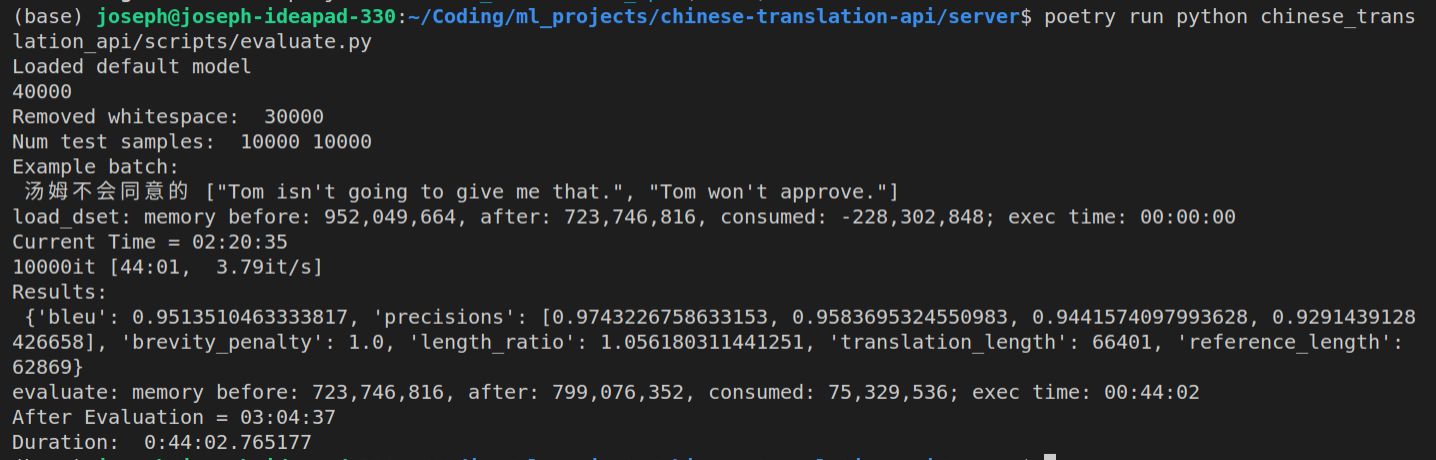 (base) joseph@joseph-ideapad-330:~/Coding/ml_projects/chinese-translation-api/server$ poetry run python chinese_trans
lation_api/scripts/evaluate.py
Loaded default model
40000
Removed whitespace:  30000
Num test samples:  10000 10000
Example batch:
 汤姆不会同意的 ["Tom isn't going to give me that.", "Tom won't approve."]
load_dset: memory before: 952,049,664, after: 723,746,816, consumed: -228,302,848; exec time: 00:00:00
Current Time = 02:20:35
10000it [44:01,  3.79it/s]
Results:
 {'bleu': 0.9513510463333817, 'precisions': [0.9743226758633153, 0.9583695324550983, 0.9441574097993628, 0.9291439128
426658], 'brevity_penalty': 1.0, 'length_ratio': 1.056180311441251, 'translation_length': 66401, 'reference_length':
62869}
evaluate: memory before: 723,746,816, after: 799,076,352, consumed: 75,329,536; exec time: 00:44:02
After Evaluation = 03:04:37
Duration:  0:44:02.765177